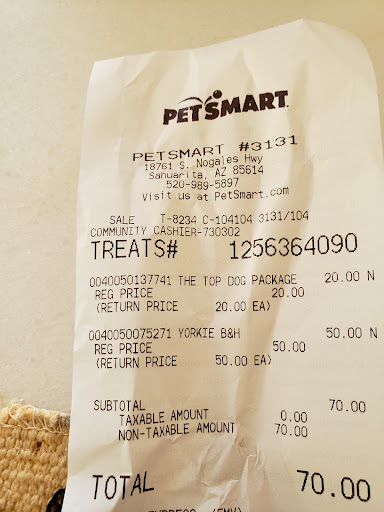 PETSMART
PETSMART #3131
18761 S. Nogales Hwy
Sahuarita, AZ 85614
520-989-5897
Visit us at PetSmart.com
SALE T-8234 C-104104 3131/104
COMMUNITY CASHIER-730302
TREATS# 1256364090
0040050137741 THE TOP DOG PACKAGE 20.00 N
REG PRICE 20.00
(RETURN PRICE 20.00 EA)
0040050075271 YORKIE B&H 50.00 N
REG PRICE 50.00
(RETURN PRICE 50.00 EA)
SUBTOTAL 70.00
TAXABLE AMOUNT 0.00
NON-TAXABLE AMOUNT 70.00
TOTAL 70.00